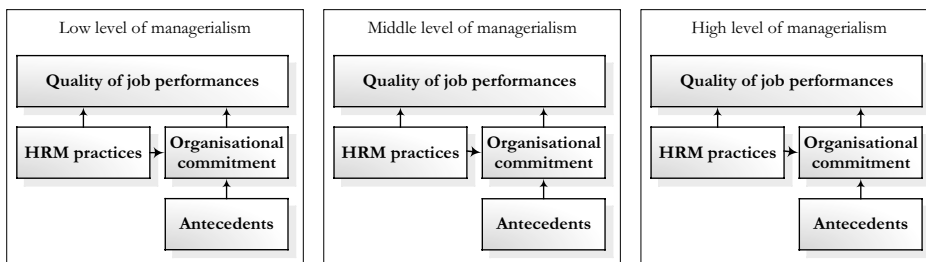 Low level of managerialism
Quality of job performances
HRM practices
Organisational
commitment
Antecedents
Middle level of managerialism
Quality of job performances
HRM practices
Organisational
commitment
Antecedents
High level of managerialism
Quality of job performances
HRM practices
Organisational
commitment
Antecedents